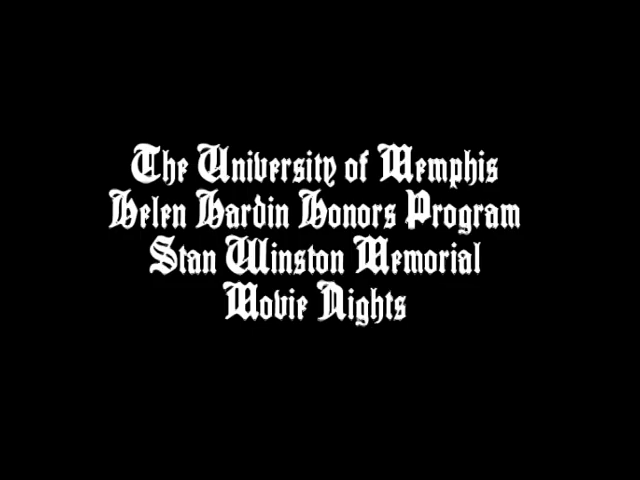 The University of Memphis
Helen Hardin Honors Program
Stan Winston Memorial
Movie Nights